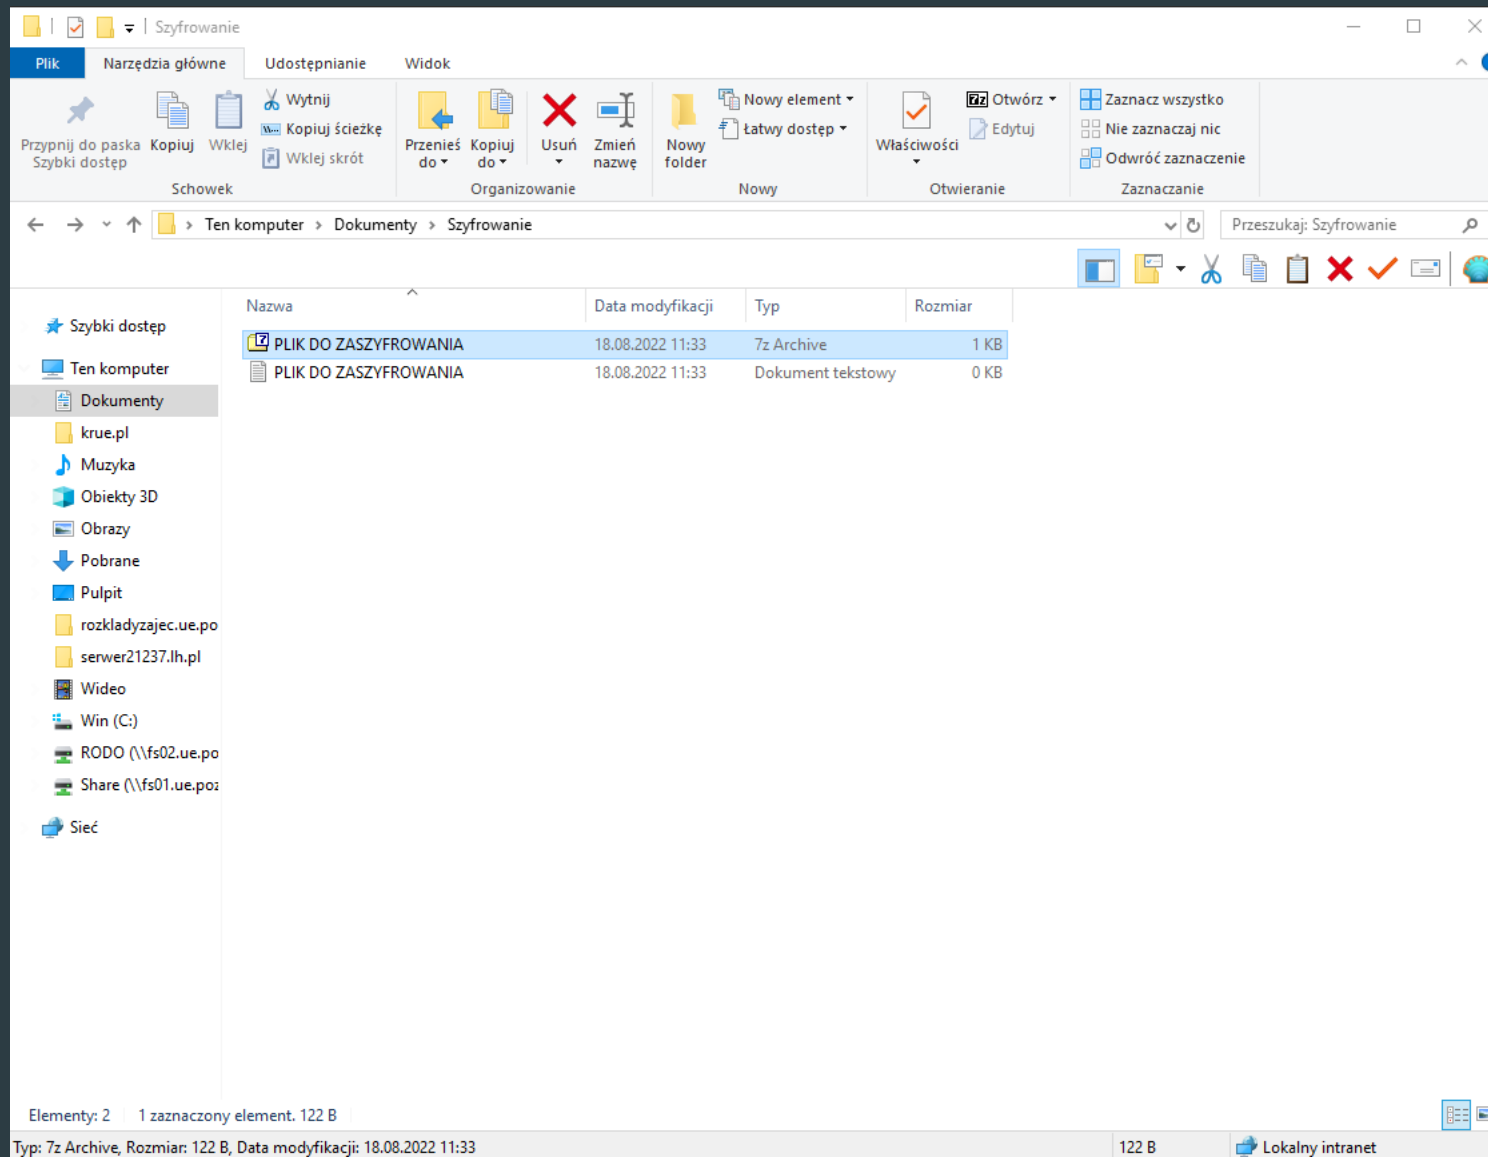 Szyfrowanie
Plik Narzędzia główne Udostępnianie Widok
Przypnij do paska Szybki dostęp
Kopiuj
Wklej
Wytnij
Kopiuj ścieżkę
Wklej skrót
Schowek
Przenieś do
Kopiuj do
Usuń
Zmień nazwę
Organizowanie
Nowy folder
Nowy element
Łatwy dostęp
Nowy
Właściwości
Otwórz
Edytuj
Otwieranie
Zaznacz wszystko
Nie zaznaczaj nic
Odwróć zaznaczenie
Zaznaczanie
Ten komputer > Dokumenty > Szyfrowanie
Przeszukaj: Szyfrowanie
Szybki dostęp
Ten komputer
Dokumenty
krue.pl
Muzyka
Obiekty 3D
Obrazy
Pobrane
Pulpit
rozkladyzajec.ue.po
serwer21237.lh.pl
Wideo
Win (C:)
RODO (\\fs02.ue.po
Share (\\fs01.ue.poz
Sieć
Nazwa Data modyfikacji Typ Rozmiar
PLIK DO ZASZYFROWANIA 18.08.2022 11:33 7z Archive 1 KB
PLIK DO ZASZYFROWANIA 18.08.2022 11:33 Dokument tekstowy 0 KB
Elementy: 2 1 zaznaczony element. 122 B
Typ: 7z Archive, Rozmiar: 122 B, Data modyfikacji: 18.08.2022 11:33 122 B Lokalny intranet